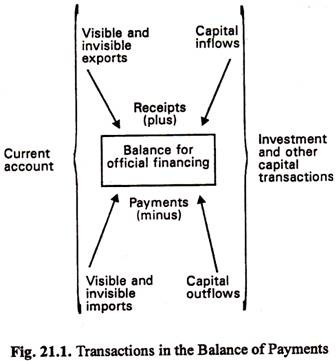 Visible and
invisible
exports
Capital
inflows
Receipts
(plus)
Current
account
Balance for
official financing
Investment
and other
capital
transactions
Payments
(minus)
Visible and
invisible
imports
Capital
outflows
Fig. 21.1. Transactions in the Balance of Payments